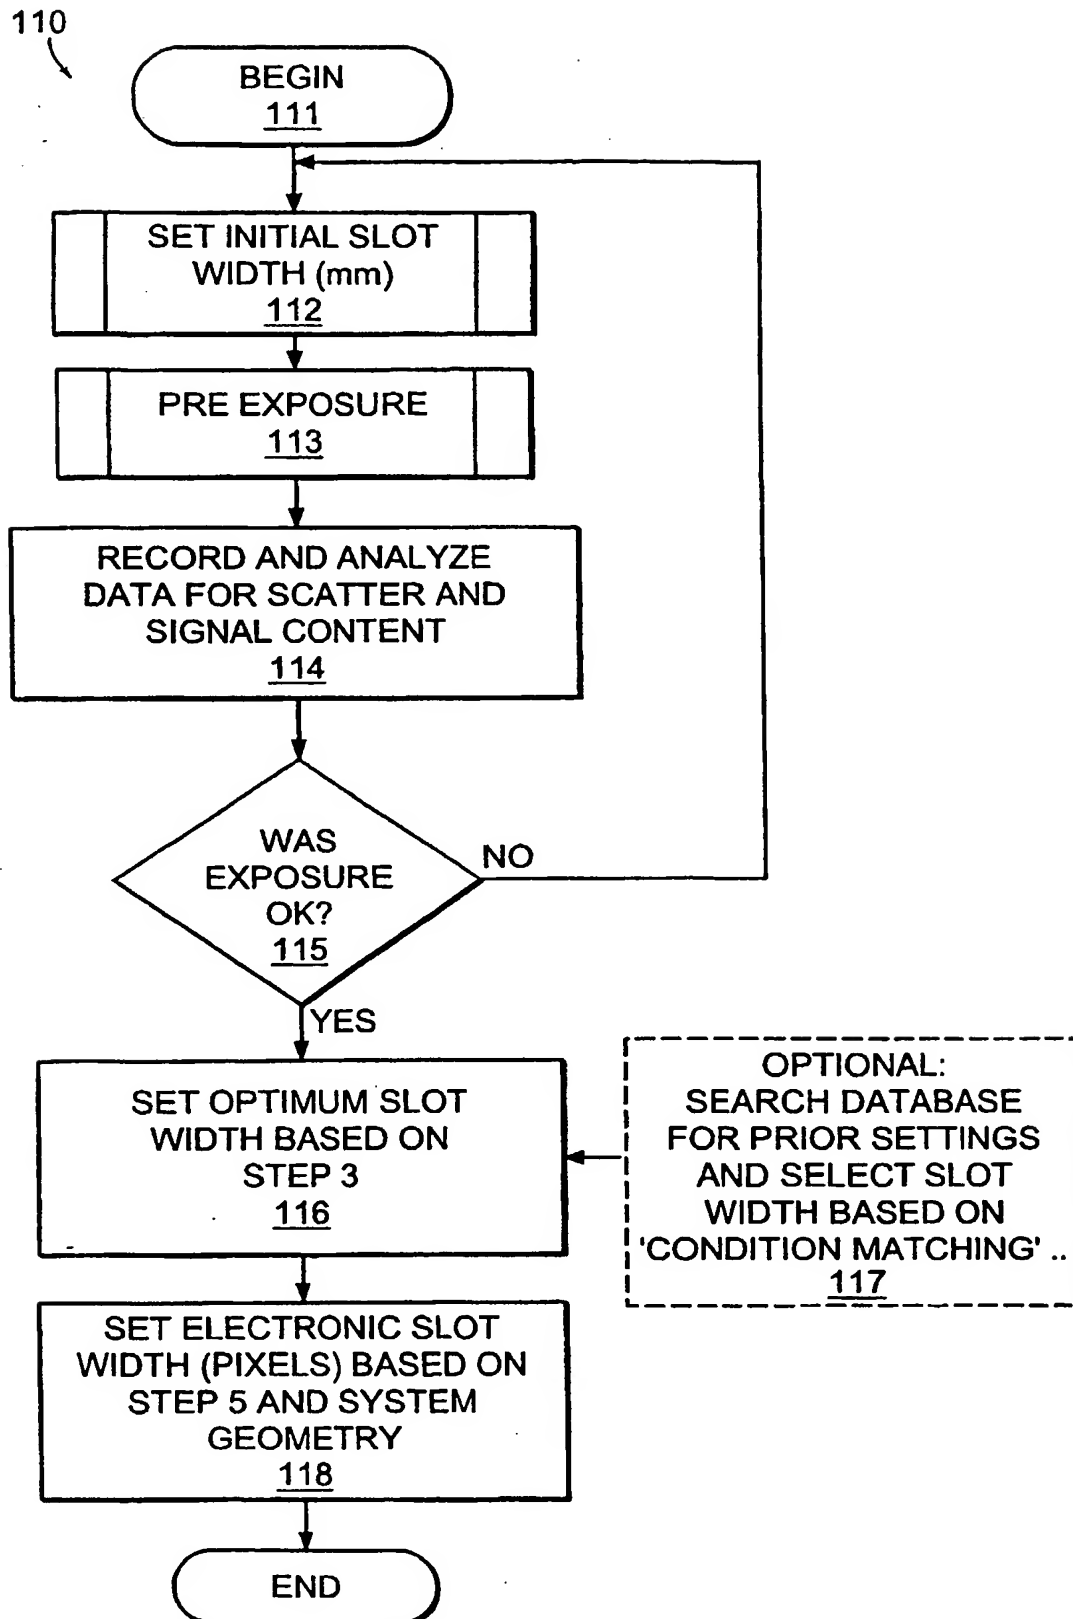 110
BEGIN
111
SET INITIAL SLOT
WIDTH (mm)
112
PRE EXPOSURE
113
RECORD AND ANALYZE
DATA FOR SCATTER AND
SIGNAL CONTENT
114
WAS
EXPOSURE
OK?
115
NO
YES
SET OPTIMUM SLOT
WIDTH BASED ON
STEP 3
116
OPTIONAL:
SEARCH DATABASE
FOR PRIOR SETTINGS
AND SELECT SLOT
WIDTH BASED ON
'CONDITION MATCHING' ..
117
SET ELECTRONIC SLOT
WIDTH (PIXELS) BASED ON
STEP 5 AND SYSTEM
GEOMETRY
118
END